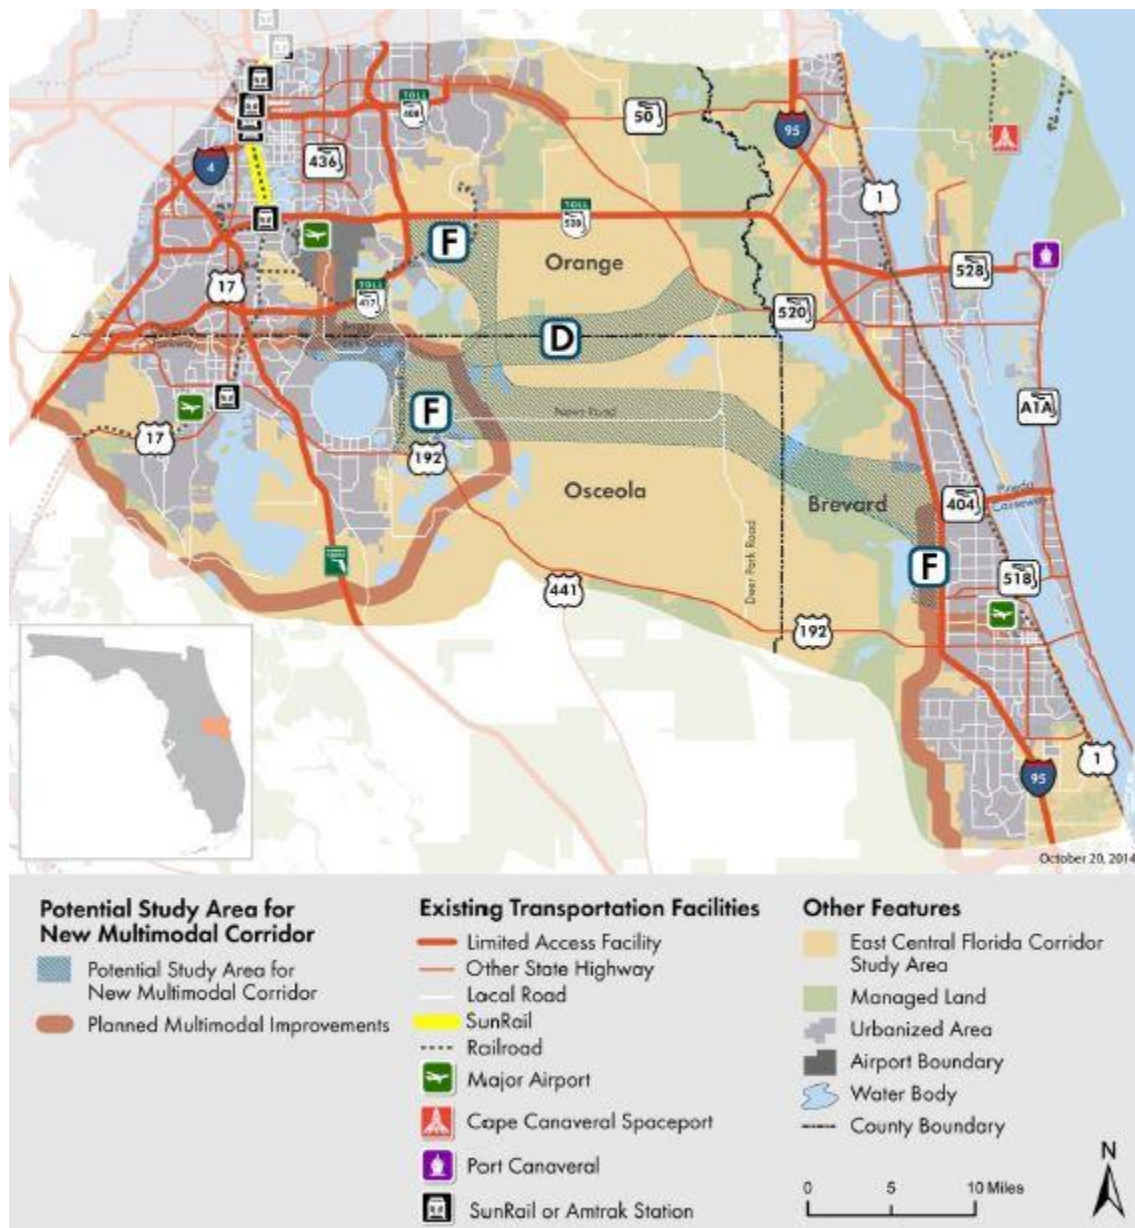 50
TOLL
408
95
436
4
1
TOLL
528
F
Orange
17
528
TOLL
417
520
D
F
Nova Road
A1A
17
192
Osceola
Brevard
404
Pineda
Causeway
Deer Park Road
F
518
441
192
1
95
October 20, 2014
Potential Study Area for
New Multimodal Corridor
Potential Study Area for
New Multimodal Corridor
Planned Multimodal Improvements
Existing Transportation Facilities
Limited Access Facility
Other State Highway
Local Road
SunRail
Railroad
Major Airport
Cape Canaveral Spaceport
Port Canaveral
SunRail or Amtrak Station
Other Features
East Central Florida Corridor
Study Area
Managed Land
Urbanized Area
Airport Boundary
Water Body
County Boundary
N
0 5 10 Miles